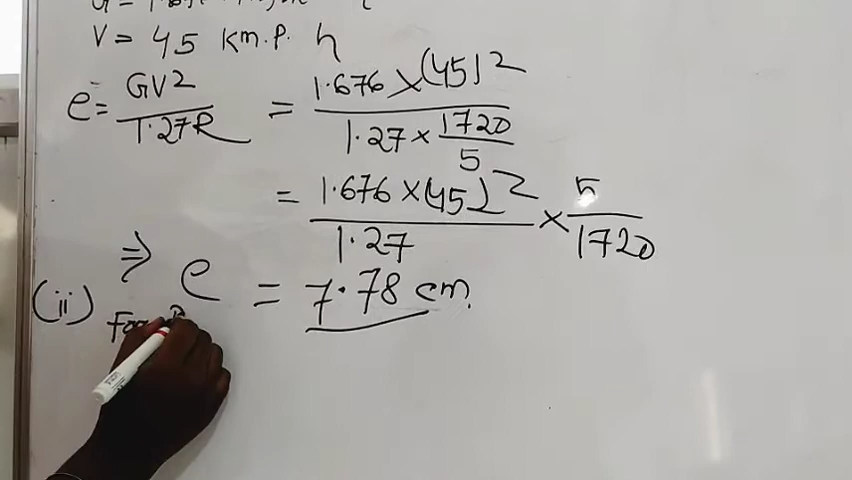 V = 45 Km.P. h
e = GV2 / 1.27R = 1.676 × (45)2 / 1.27 × 1720/5
= 1.676 × (45)2 / 1.27 × 5/1720
⇒ e = 7.78 cm.
(ii)